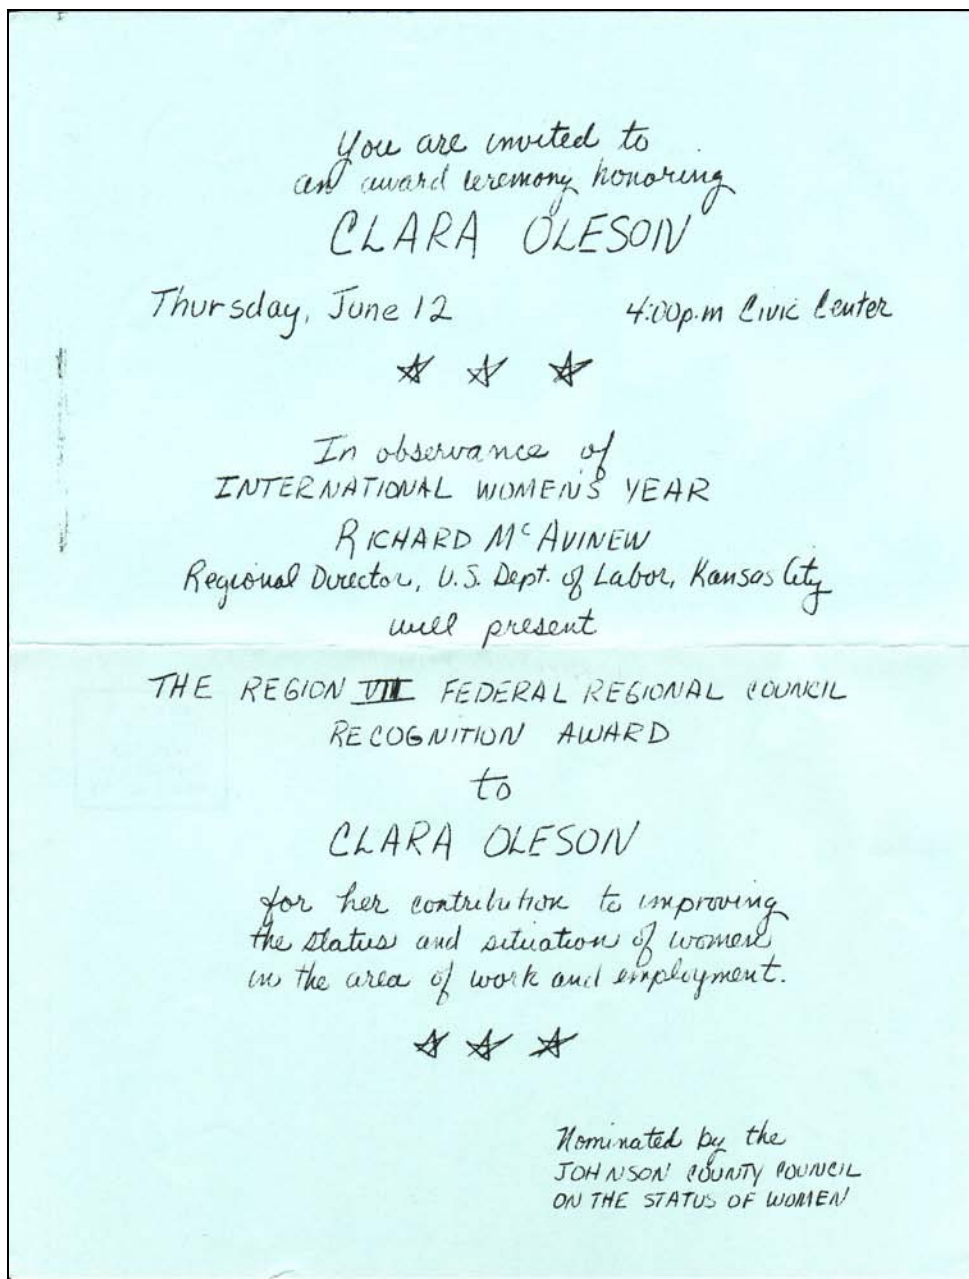 You are invited to
an award ceremony honoring
CLARA OLESON
Thursday, June 12 4:00p.m Civic Center
In observance of
INTERNATIONAL WOMEN'S YEAR
RICHARD McAVINEW
Regional Director, U.S. Dept. of Labor, Kansas City
will present
THE REGION VII FEDERAL REGIONAL COUNCIL
RECOGNITION AWARD
to
CLARA OLESON
for her contribution to improving
the status and situation of women
in the area of work and employment.
Nominated by the
JOHNSON COUNTY COUNCIL
ON THE STATUS OF WOMEN